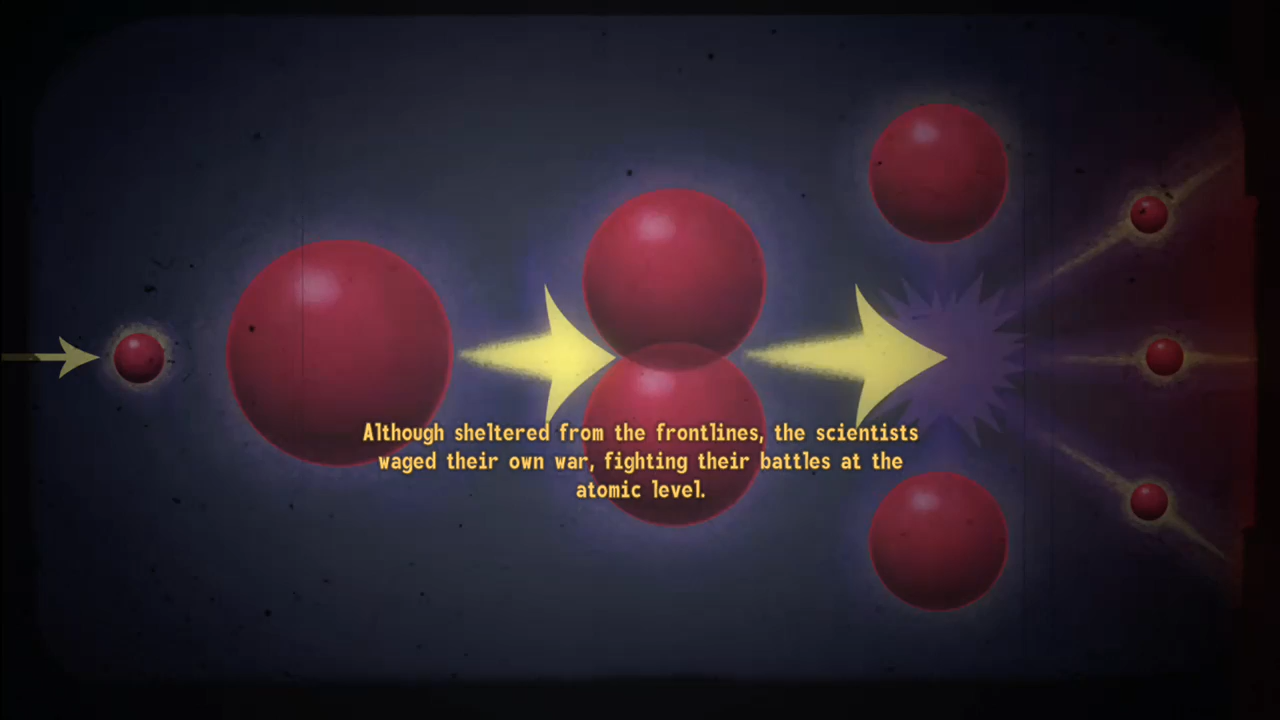 Although sheltered from the frontlines, the scientists
waged their own war, fighting their battles at the
atomic level.